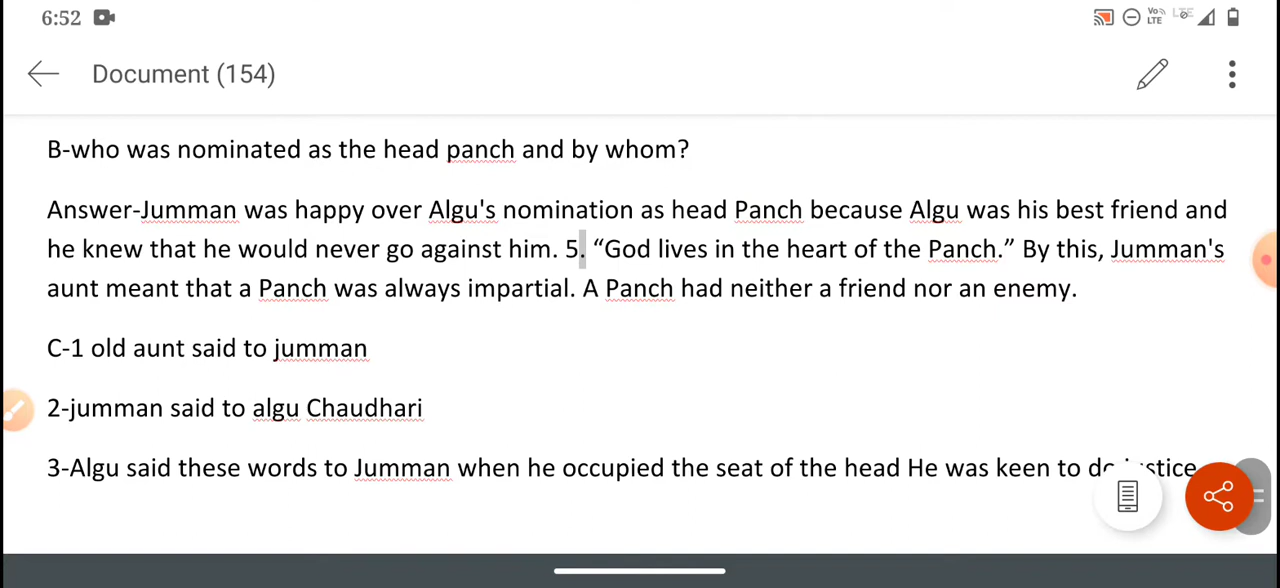 6:52
Vo
LTE
LTE
Document (154)
B-who was nominated as the head panch and by whom?
Answer-Jumman was happy over Algu's nomination as head Panch because Algu was his best friend and
he knew that he would never go against him. 5. “God lives in the heart of the Panch.” By this, Jumman's
aunt meant that a Panch was always impartial. A Panch had neither a friend nor an enemy.
C-1 old aunt said to jumman
2-jumman said to algu Chaudhari
3-Algu said these words to Jumman when he occupied the seat of the head He was keen to do